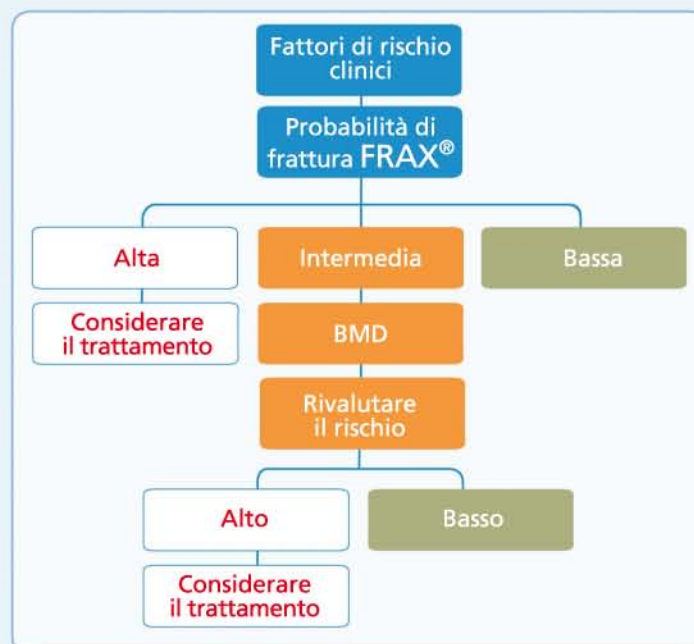 Fattori di rischio
clinici
Probabilità di
frattura FRAX®
Alta
Intermedia
Bassa
Considerare
il trattamento
BMD
Rivalutare
il rischio
Alto
Basso
Considerare
il trattamento